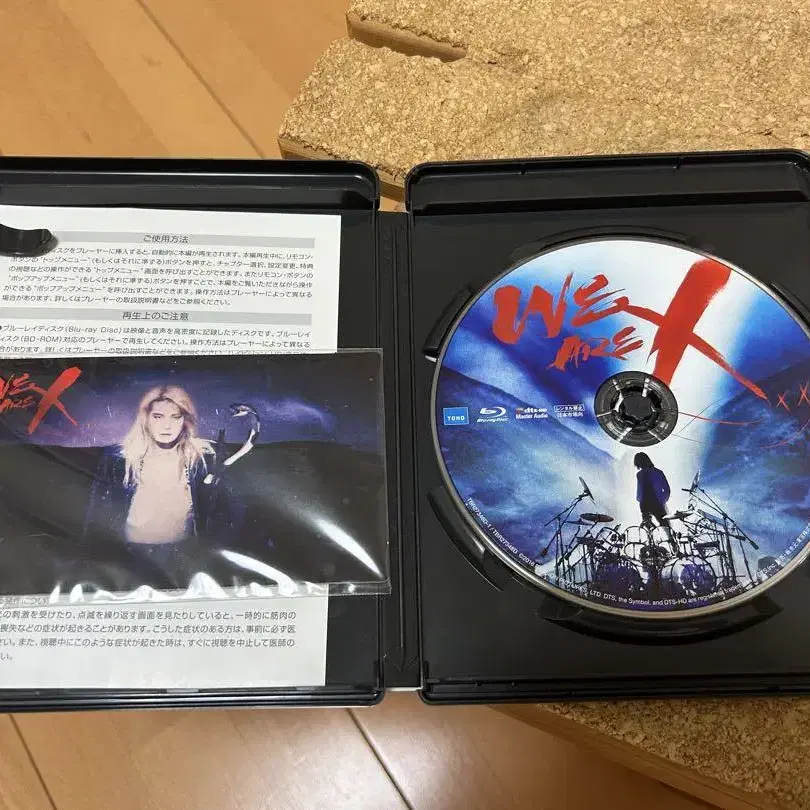 ご使用方法
ディスクをプレーヤーに挿入すると、自動的に本編が再生されます。本編再生中に、リモコン・
ボタンの"トップメニュー"(もしくはそれに準ずる)ボタンを押すと、チャプター選択、設定変更、特典
の視聴などの操作ができる"トップメニュー"画面を呼び出すことができます。またリモコン・ボタンの
"ポップアップメニュー"(もしくはそれに準ずる)ボタンを押すことで、本編をご覧いただきながら操作
ができる"ポップアップメニュー"を呼び出すことができます。操作方法はプレーヤーによって異なる
場合があります。詳しくはプレーヤーの取扱説明書などをご参照ください。
再生上のご注意
●ブルーレイディスク(Blu-ray Disc)は映像と音声を高密度に記録したディスクです。ブルーレイ
ィスク(BD-ROM)対応のプレーヤーで再生してください。操作方法はプレーヤーによって異なる
WE
ARE X
の刺激を受けたり、点滅を繰り返す画面を見たりしていると、一時的に筋肉の
喪失などの症状が起きることがあります。こうした症状のある方は、事前に必ず医
さい。また、視聴中にこのような症状が起きた時は、すぐに視聴を中止して医師の
い。
WE
ARE X
TOHO
Blu-ray Disc
dts-HD
Master Audio
レンタル禁止
日本市場向
LTD DTS, the Symbol, and DTS-HD are